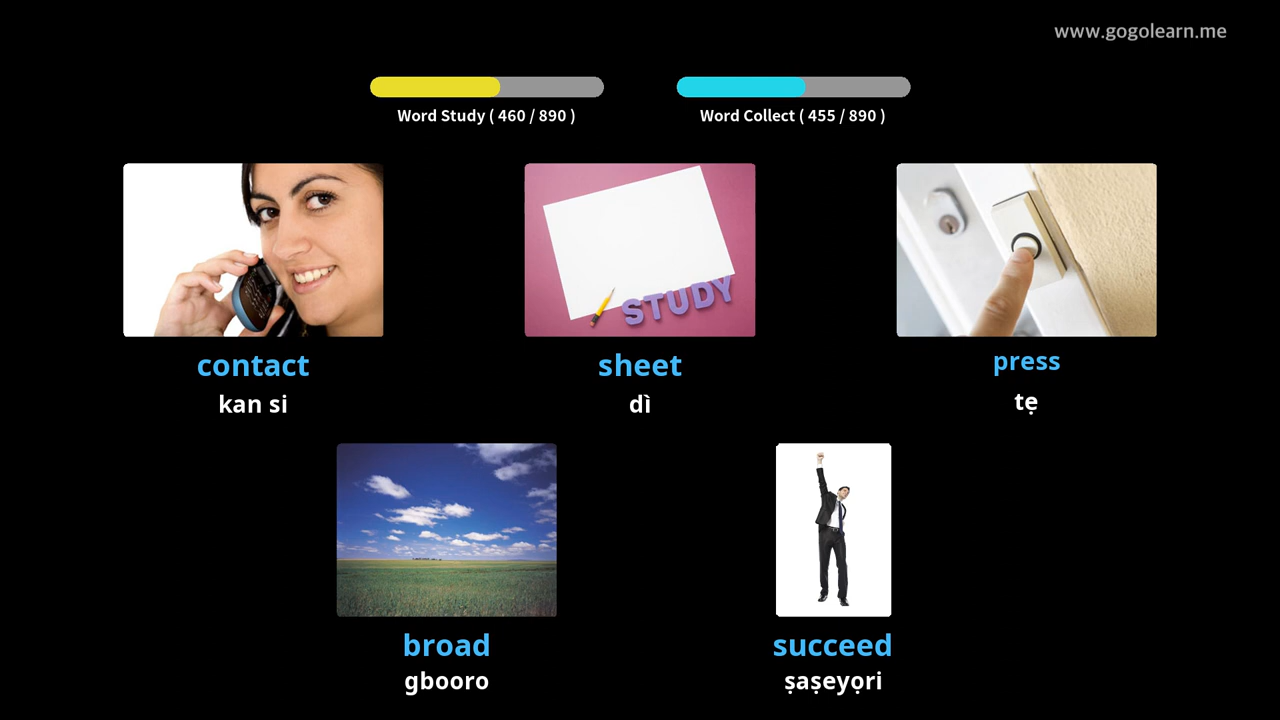 www.gogolearn.me
Word Study ( 460 / 890 )
Word Collect ( 455 / 890 )
STUDY
contact
kan si
sheet
dì
press
tẹ
broad
gbooro
succeed
ṣaṣeyọri